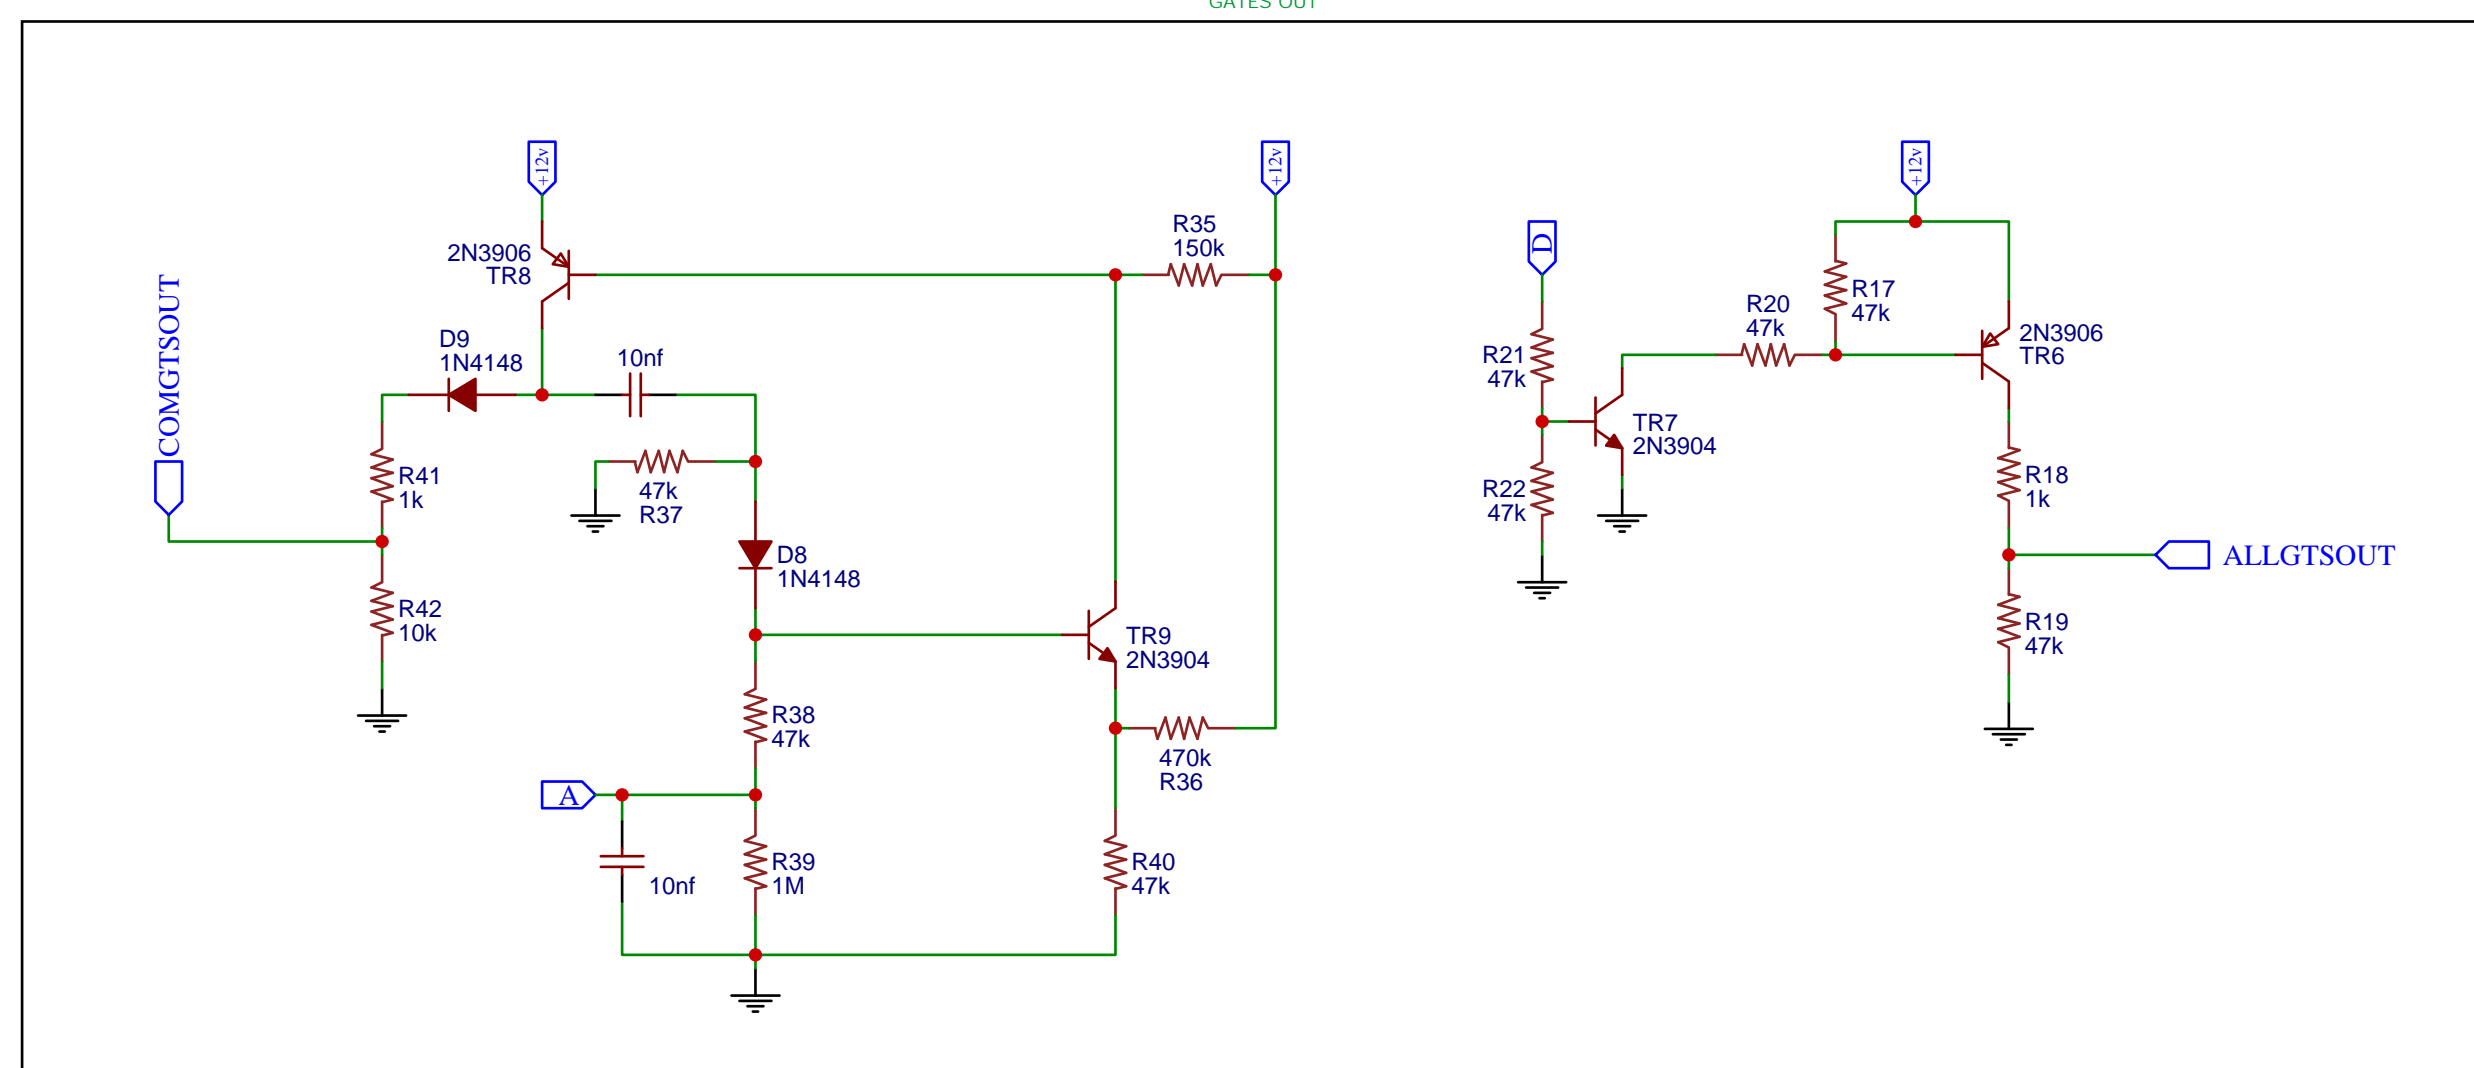 GATES OUT
+12v
+12v
+12v
R35
150k
2N3906
TR8
D
COMGTSOUT
D9
1N4148
10nf
R20
47k
R17
47k
2N3906
TR6
R21
47k
TR7
2N3904
R41
1k
47k
R37
R22
47k
R18
1k
D8
1N4148
ALLGTSOUT
R42
10k
TR9
2N3904
R19
47k
R38
47k
470k
R36
A
10nf
R39
1M
R40
47k